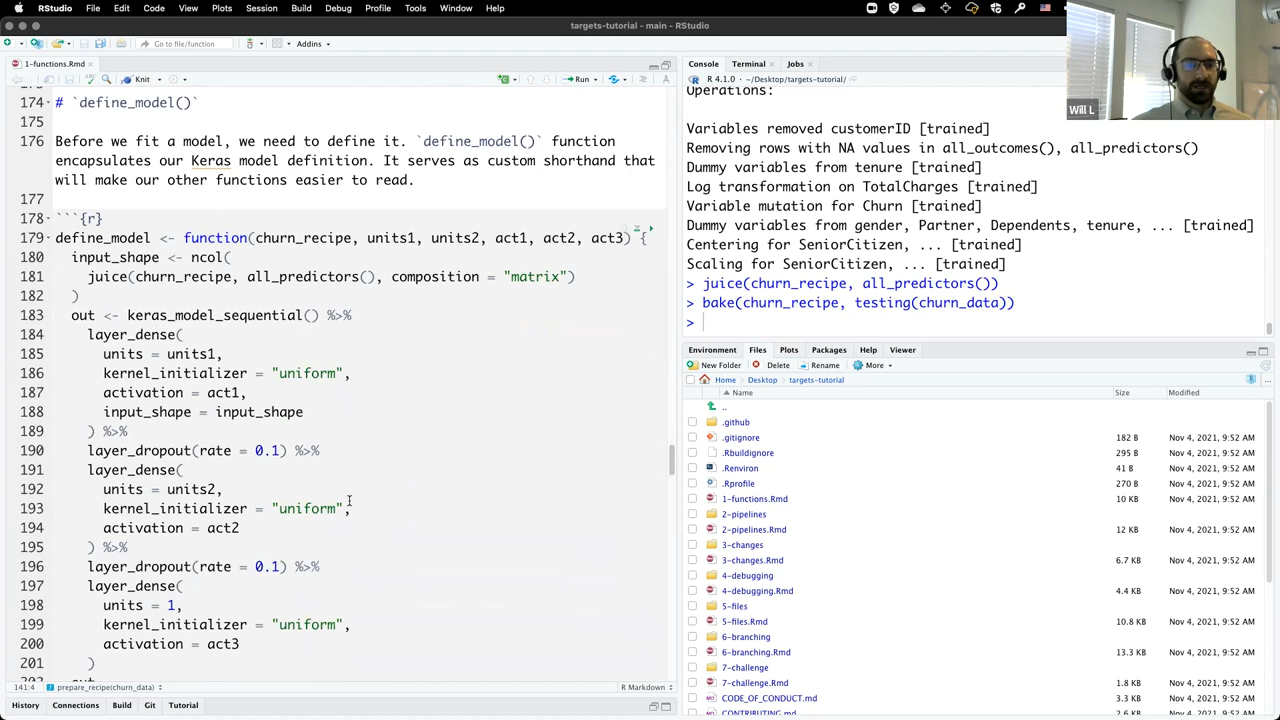 File Edit Code View Plots Session Build Debug Profile Tools Window Help
targets-tutorial - main - RStudio
Go to file/function Addins
1-functions.Rmd
Knit Run
174 # `define_model()`
175
176 Before we fit a model, we need to define it. `define_model()` function
encapsulates our Keras model definition. It serves as custom shorthand that
will make our other functions easier to read.
177
178 ```{r}
179 define_model <- function(churn_recipe, units1, units2, act1, act2, act3) {
180 input_shape <- ncol(
181 juice(churn_recipe, all_predictors(), composition = "matrix")
182 )
183 out <- keras_model_sequential() %>%
184 layer_dense(
185 units = units1,
186 kernel_initializer = "uniform",
187 activation = act1,
188 input_shape = input_shape
189 ) %>%
190 layer_dropout(rate = 0.1) %>%
191 layer_dense(
192 units = units2,
193 kernel_initializer = "uniform",
194 activation = act2
195 ) %>%
196 layer_dropout(rate = 0.1) %>%
197 layer_dense(
198 units = 1,
199 kernel_initializer = "uniform",
200 activation = act3
201 )
141:4 prepare_recipe(churn_data) R Markdown
History Connections Build Git Tutorial
Console Terminal Jobs
R 4.1.0 · ~/Desktop/targets-tutorial/
Operations:
Variables removed customerID [trained]
Removing rows with NA values in all_outcomes(), all_predictors()
Dummy variables from tenure [trained]
Log transformation on TotalCharges [trained]
Variable mutation for Churn [trained]
Dummy variables from gender, Partner, Dependents, tenure, ... [trained]
Centering for SeniorCitizen, ... [trained]
Scaling for SeniorCitizen, ... [trained]
> juice(churn_recipe, all_predictors())
> bake(churn_recipe, testing(churn_data))
>
Will L
Environment Files Plots Packages Help Viewer
New Folder Delete Rename More
Home Desktop targets-tutorial
Name Size Modified
..
.github
.gitignore 182 B Nov 4, 2021, 9:52 AM
.Rbuildignore 295 B Nov 4, 2021, 9:52 AM
.Renviron 41 B Nov 4, 2021, 9:52 AM
.Rprofile 270 B Nov 4, 2021, 9:52 AM
1-functions.Rmd 10 KB Nov 4, 2021, 9:52 AM
2-pipelines
2-pipelines.Rmd 12 KB Nov 4, 2021, 9:52 AM
3-changes
3-changes.Rmd 6.7 KB Nov 4, 2021, 9:52 AM
4-debugging
4-debugging.Rmd 4.4 KB Nov 4, 2021, 9:52 AM
5-files
5-files.Rmd 10.8 KB Nov 4, 2021, 9:52 AM
6-branching
6-branching.Rmd 13.3 KB Nov 4, 2021, 9:52 AM
7-challenge
7-challenge.Rmd 1.8 KB Nov 4, 2021, 9:52 AM
CODE_OF_CONDUCT.md 3.3 KB Nov 4, 2021, 9:52 AM
CONTRIBUTING.md 2.6 KB Nov 4, 2021, 9:52 AM